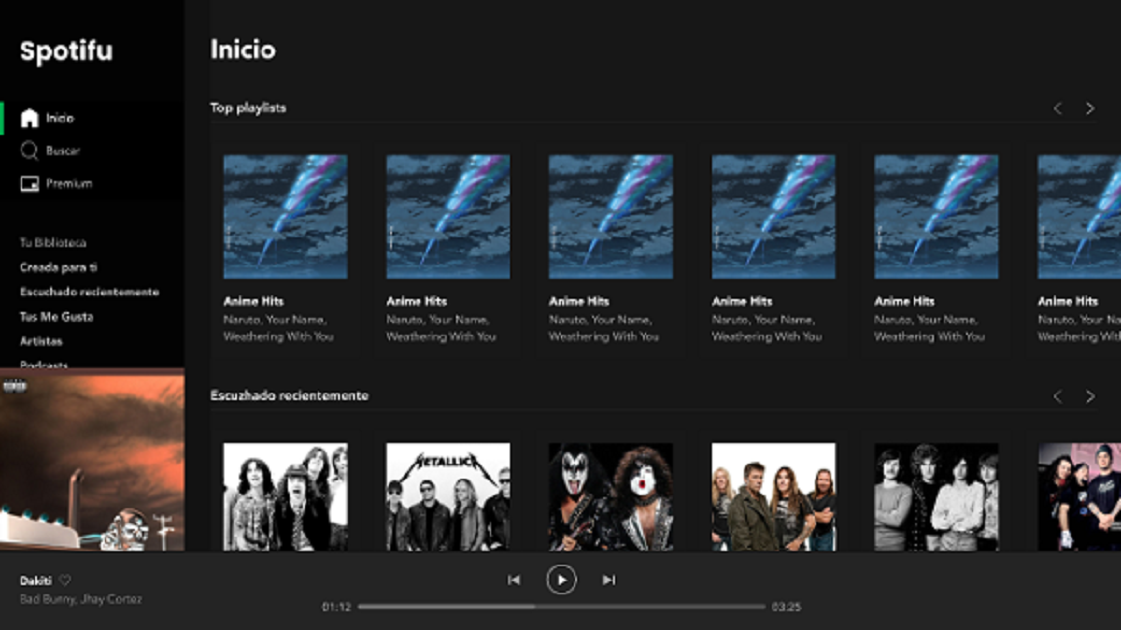 Spotifu
Inicio
Buscar
Premium
Tu Biblioteca
Creada para ti
Escuchado recientemente
Tus Me Gusta
Artistas
Podcasts
Inicio
Top playlists
Anime Hits
Naruto, Your Name,
Weathering With You
Anime Hits
Naruto, Your Name,
Weathering With You
Anime Hits
Naruto, Your Name,
Weathering With You
Anime Hits
Naruto, Your Name,
Weathering With You
Anime Hits
Naruto, Your Name,
Weathering With You
Anime Hits
Naruto, Your Na
Weathering With
Escuzhado recientemente
METALLICA
Dakiti
Bad Bunny, Jhay Cortez
01:12
03:25